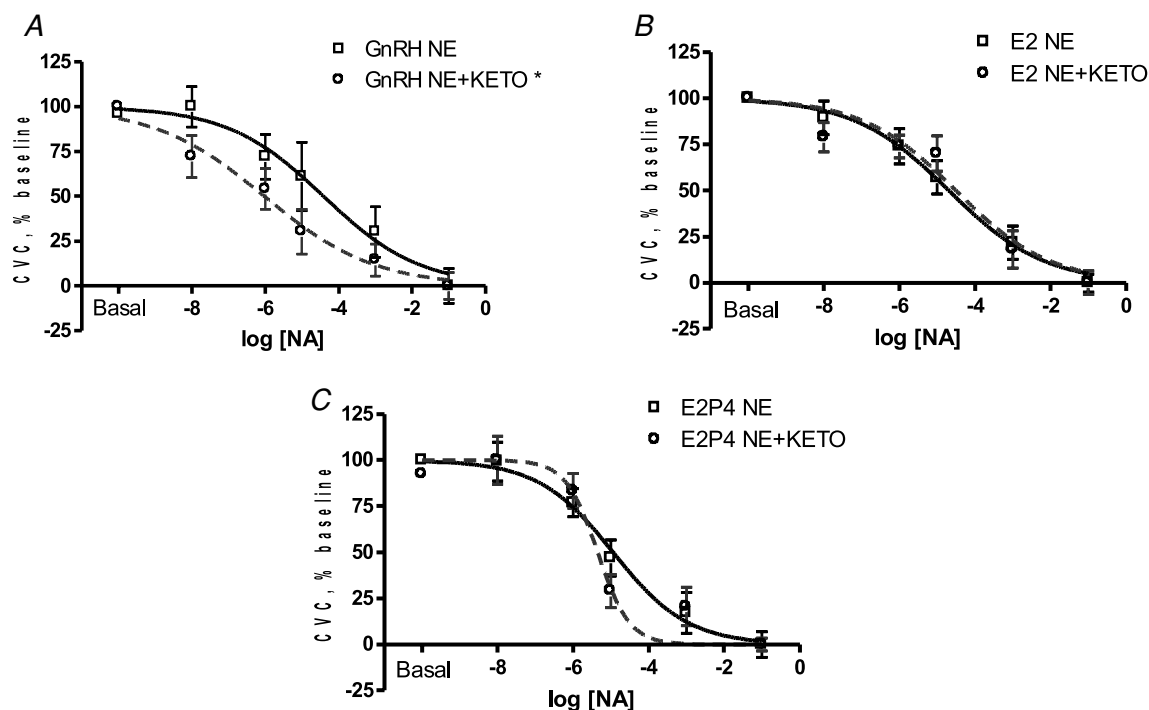 A
GnRH NE
GnRH NE+KETO *
125
100
75
50
25
0
-25
CVC, % baseline
Basal
-8
-6
-4
-2
0
log [NA]
B
E2 NE
E2 NE+KETO
125
100
75
50
25
0
-25
CVC, % baseline
Basal
-8
-6
-4
-2
0
log [NA]
C
E2P4 NE
E2P4 NE+KETO
125
100
75
50
25
0
-25
CVC, % baseline
Basal
-8
-6
-4
-2
0
log [NA]